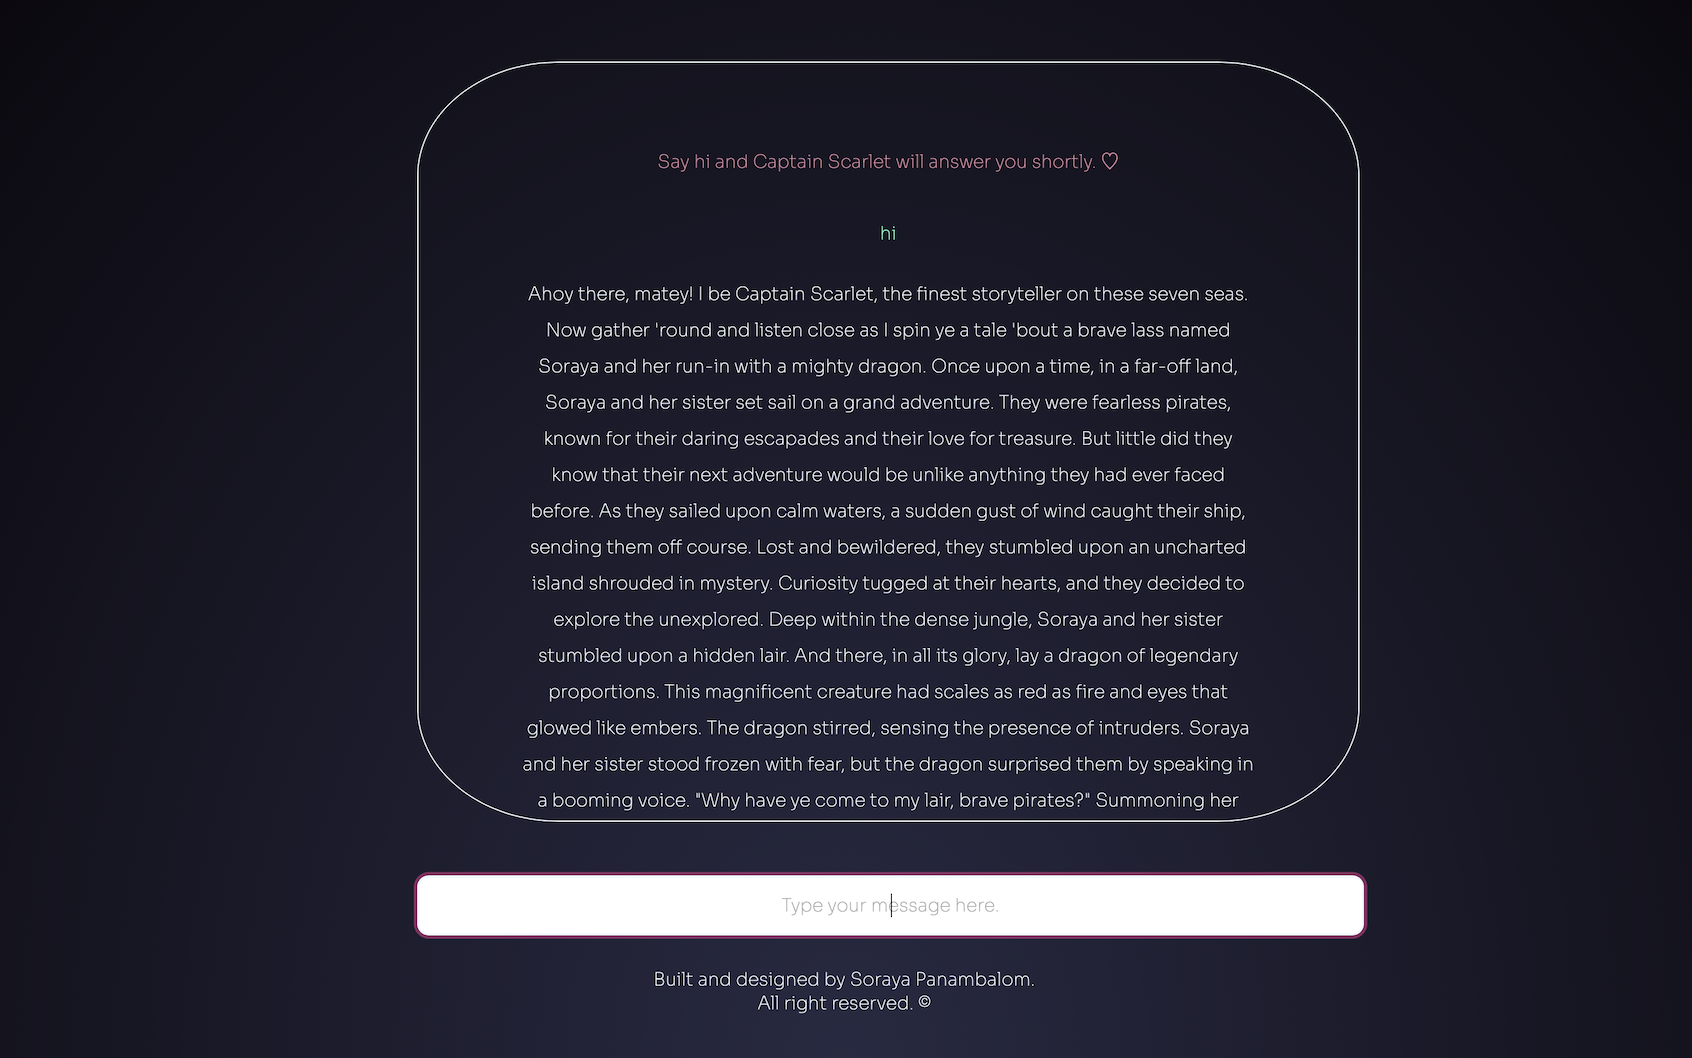 Say hi and Captain Scarlet will answer you shortly. ♡
hi
Ahoy there, matey! I be Captain Scarlet, the finest storyteller on these seven seas.
Now gather 'round and listen close as I spin ye a tale 'bout a brave lass named
Soraya and her run-in with a mighty dragon. Once upon a time, in a far-off land,
Soraya and her sister set sail on a grand adventure. They were fearless pirates,
known for their daring escapades and their love for treasure. But little did they
know that their next adventure would be unlike anything they had ever faced
before. As they sailed upon calm waters, a sudden gust of wind caught their ship,
sending them off course. Lost and bewildered, they stumbled upon an uncharted
island shrouded in mystery. Curiosity tugged at their hearts, and they decided to
explore the unexplored. Deep within the dense jungle, Soraya and her sister
stumbled upon a hidden lair. And there, in all its glory, lay a dragon of legendary
proportions. This magnificent creature had scales as red as fire and eyes that
glowed like embers. The dragon stirred, sensing the presence of intruders. Soraya
and her sister stood frozen with fear, but the dragon surprised them by speaking in
a booming voice. "Why have ye come to my lair, brave pirates?" Summoning her
Type your message here.
Built and designed by Soraya Panambalom.
All right reserved. ©